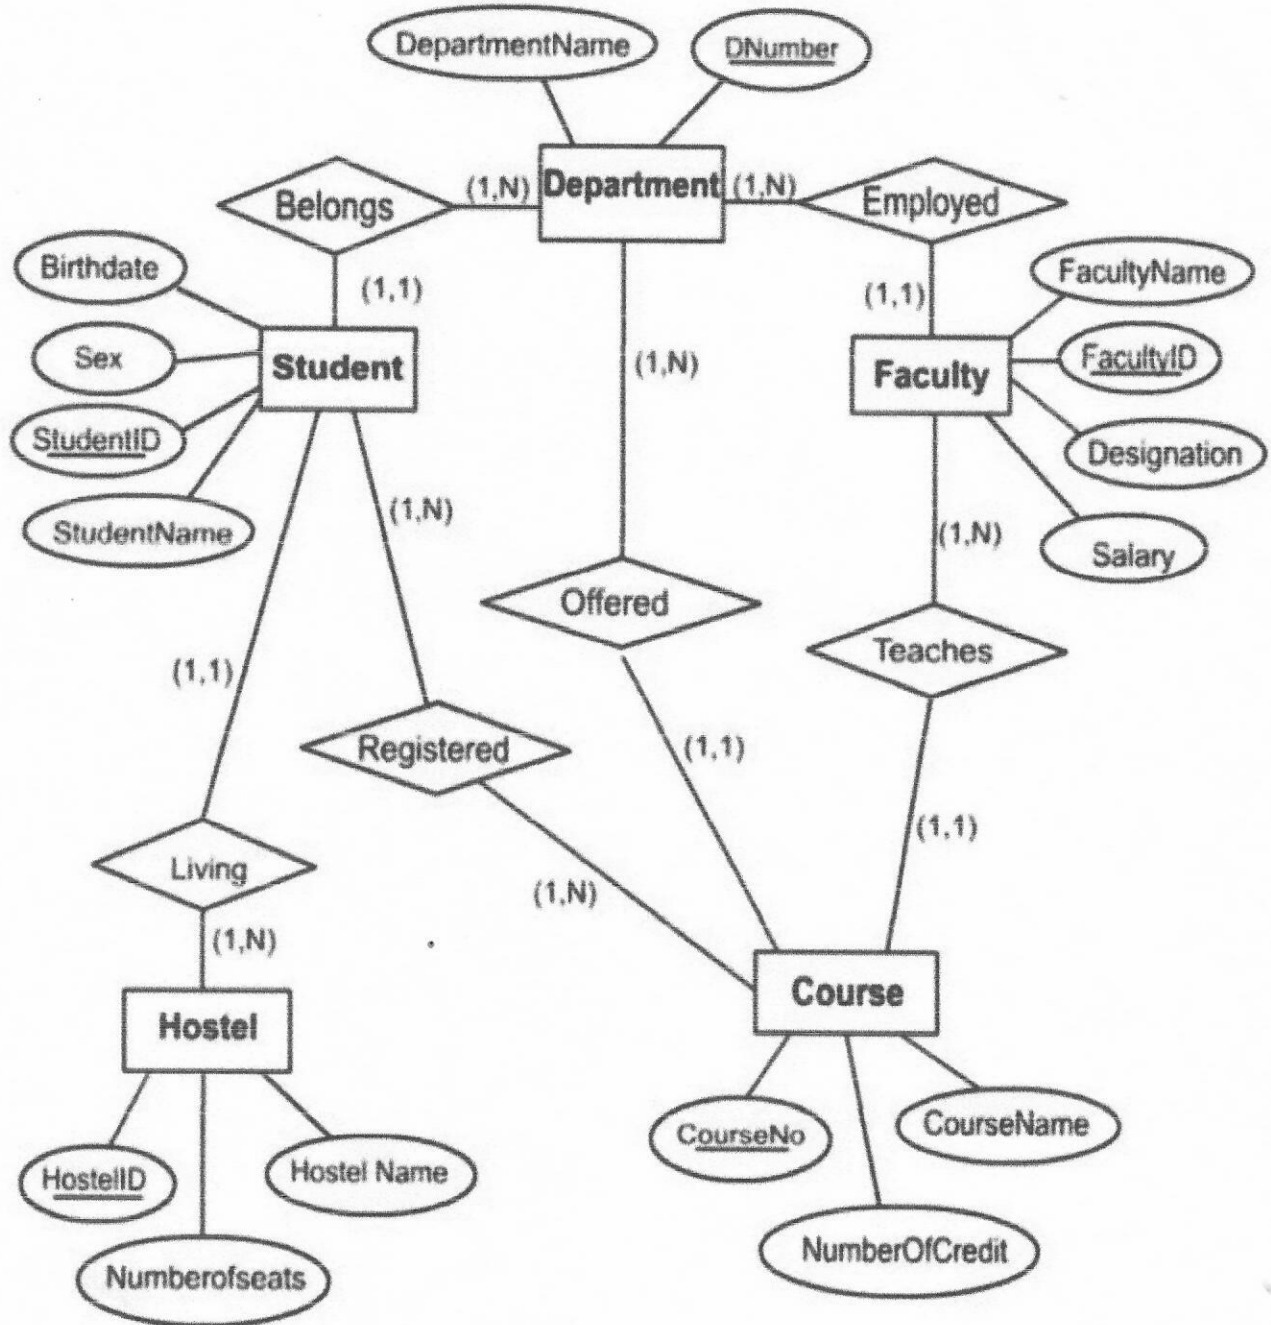 DepartmentName
DNumber
Belongs
(1,N)
Department
(1,N)
Employed
Birthdate
(1,1)
(1,1)
FacultyName
Sex
Student
(1,N)
Faculty
FacultyID
StudentID
Designation
StudentName
(1,N)
(1,N)
Salary
Offered
(1,1)
Teaches
Registered
(1,1)
(1,1)
Living
(1,N)
(1,N)
Hostel
Course
HostelID
Hostel Name
CourseNo
CourseName
Numberofseats
NumberOfCredit